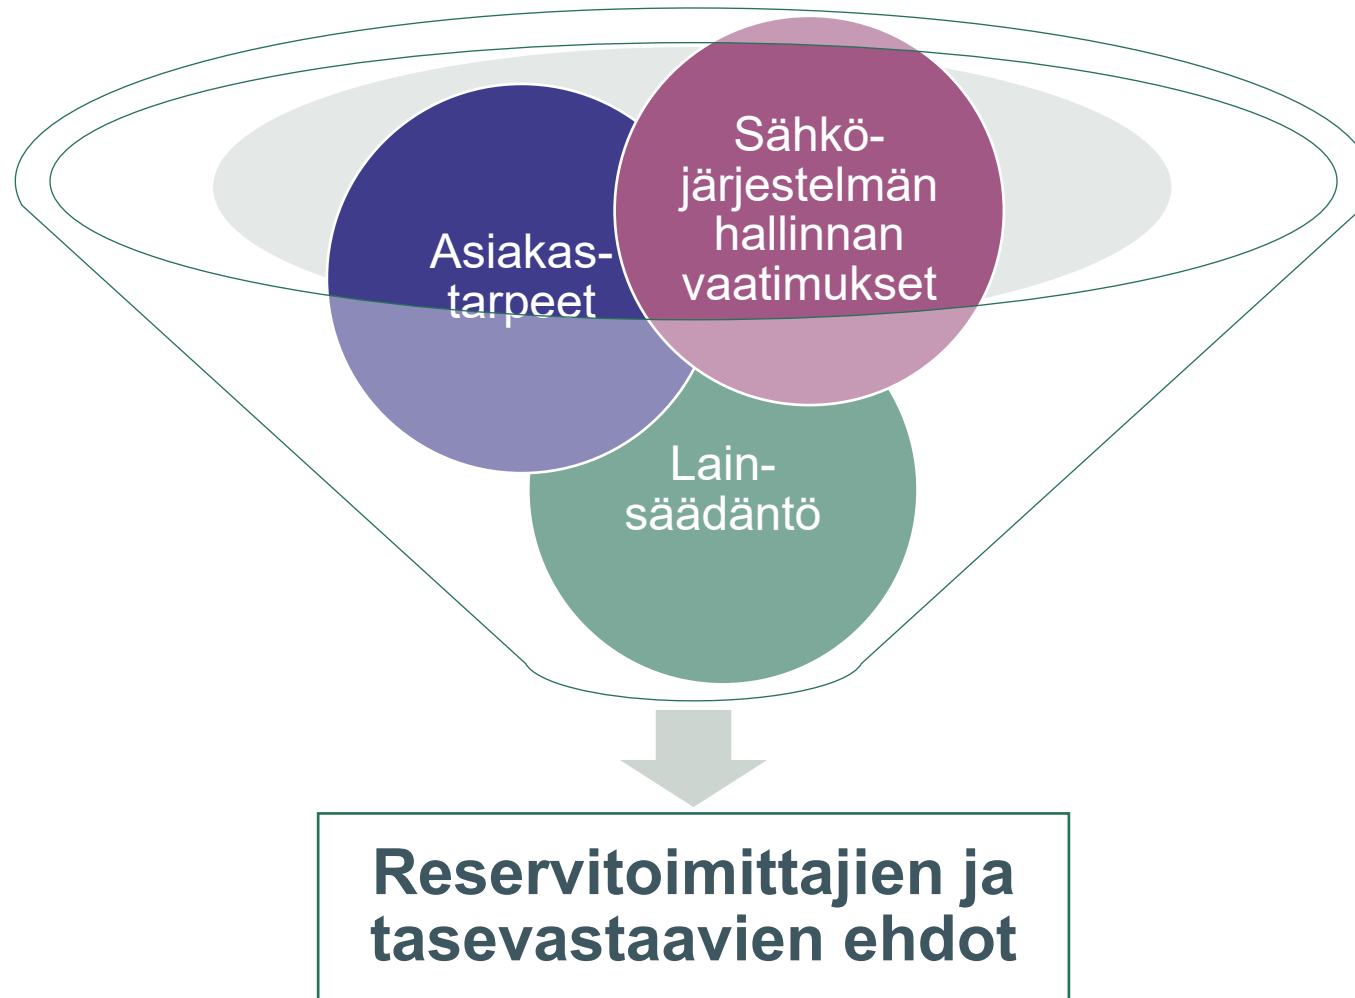 Sähkö-
järjestelmän
hallinnan
vaatimukset
Asiakas-
tarpeet
Lain-
säädäntö
Reservitoimittajien ja
tasevastaavien ehdot